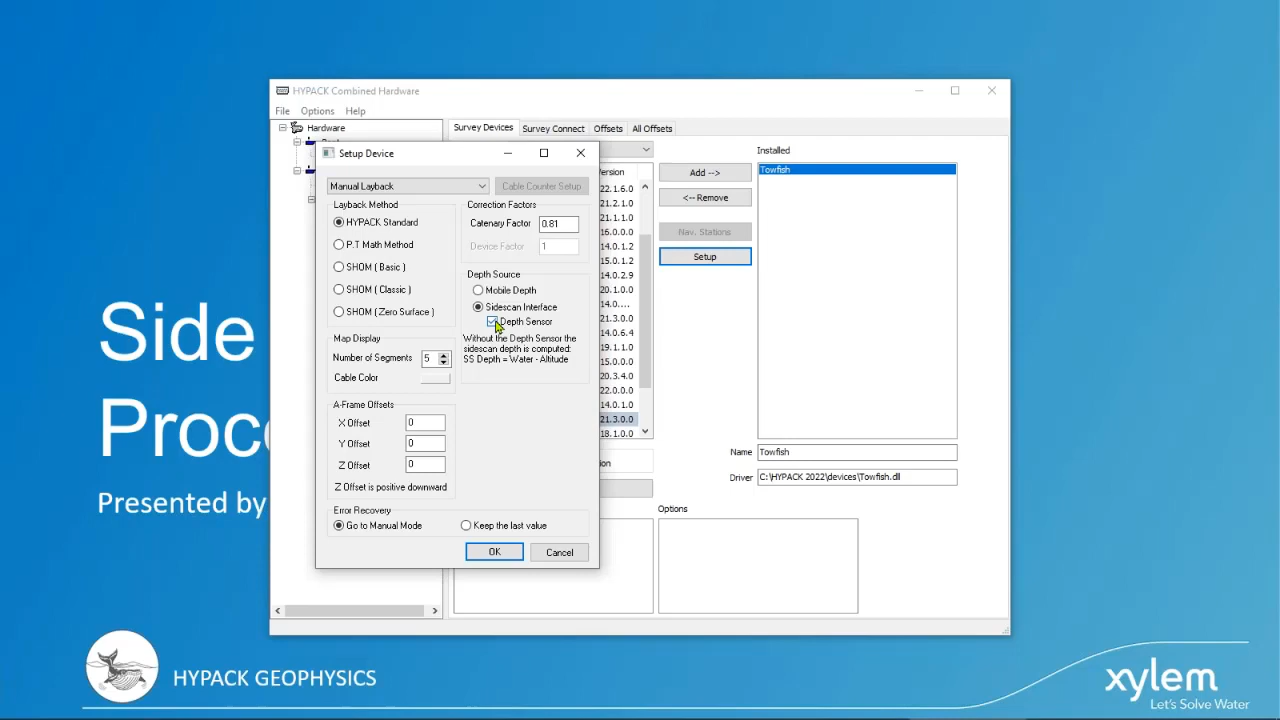 HYPACK Combined Hardware
File Options Help
Hardware
Survey Devices Survey Connect Offsets All Offsets
Setup Device
Manual Layback Cable Counter Setup
Layback Method
HYPACK Standard
P.T Math Method
SHOM ( Basic )
SHOM ( Classic )
SHOM ( Zero Surface )
Correction Factors
Catenary Factor 0.81
Device Factor 1
Depth Source
Mobile Depth
Sidescan Interface
Depth Sensor
Without the Depth Sensor the
sidescan depth is computed:
SS Depth = Water - Altitude
Map Display
Number of Segments 5
Cable Color
A-Frame Offsets
X Offset 0
Y Offset 0
Z Offset 0
Z Offset is positive downward
Error Recovery
Go to Manual Mode Keep the last value
OK Cancel
22.1.6.0
21.2.1.0
21.1.1.0
16.0.0.0
14.0.1.2
15.0.1.2
14.0.2.9
20.1.0.0
14.0....
21.3.0.0
14.0.6.4
19.1.1.0
15.0.0.0
20.3.4.0
22.0.0.0
14.0.1.0
21.3.0.0
18.1.0.0
Add -->
<-- Remove
Nav. Stations
Setup
Installed
Towfish
Name Towfish
Driver C:\HYPACK 2022\devices\Towfish.dll
Options
Side
Presented by
HYPACK GEOPHYSICS
xylem
Let's Solve Water